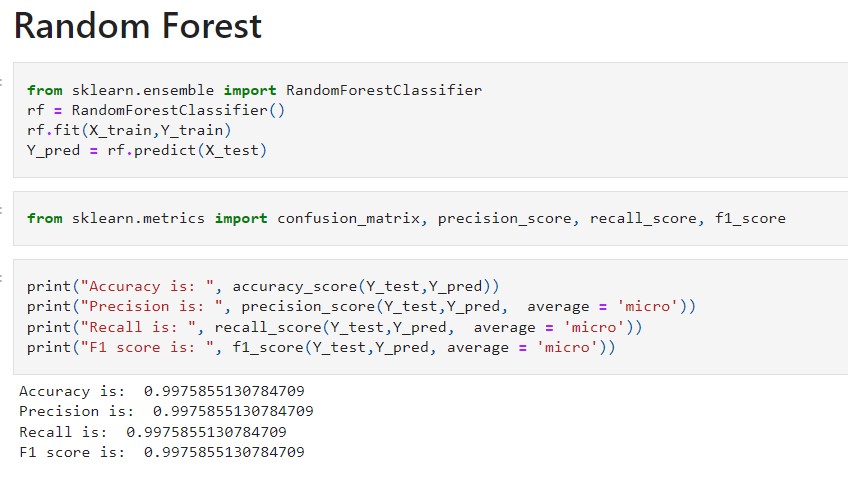 Random Forest
from sklearn.ensemble import RandomForestClassifier
rf = RandomForestClassifier()
rf.fit(X_train,Y_train)
Y_pred = rf.predict(X_test)
from sklearn.metrics import confusion_matrix, precision_score, recall_score, f1_score
print("Accuracy is: ", accuracy_score(Y_test,Y_pred))
print("Precision is: ", precision_score(Y_test,Y_pred,  average = 'micro'))
print("Recall is: ", recall_score(Y_test,Y_pred,  average = 'micro'))
print("F1 score is: ", f1_score(Y_test,Y_pred, average = 'micro'))
Accuracy is:  0.9975855130784709
Precision is:  0.9975855130784709
Recall is:  0.9975855130784709
F1 score is:  0.9975855130784709